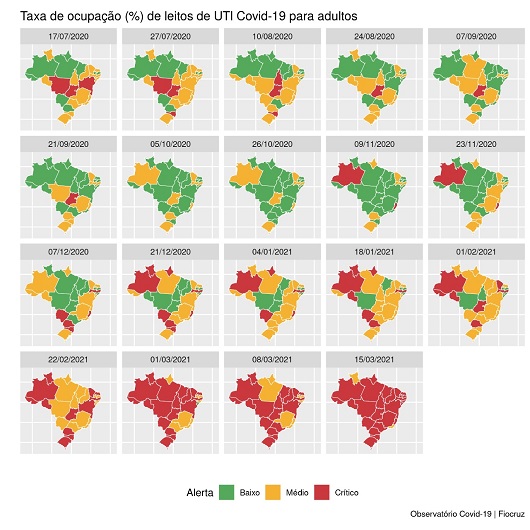 Taxa de ocupação (%) de leitos de UTI Covid-19 para adultos
17/07/2020 27/07/2020 10/08/2020 24/08/2020 07/09/2020
21/09/2020 05/10/2020 26/10/2020 09/11/2020 23/11/2020
07/12/2020 21/12/2020 04/01/2021 18/01/2021 01/02/2021
22/02/2021 01/03/2021 08/03/2021 15/03/2021
Alerta Baixo Médio Crítico
Observatório Covid-19 | Fiocruz